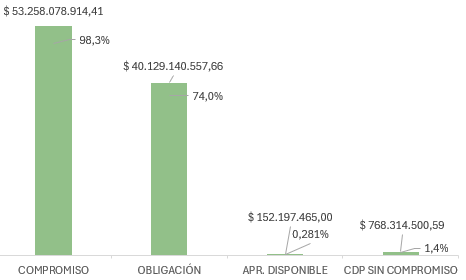 $ 53.258.078.914,41
98,3%
$ 40.129.140.557,66
74,0%
$ 152.197.465,00
0,281%
$ 768.314.500,59
1,4%
COMPROMISO
OBLIGACIÓN
APR. DISPONIBLE
CDP SIN COMPROMISO